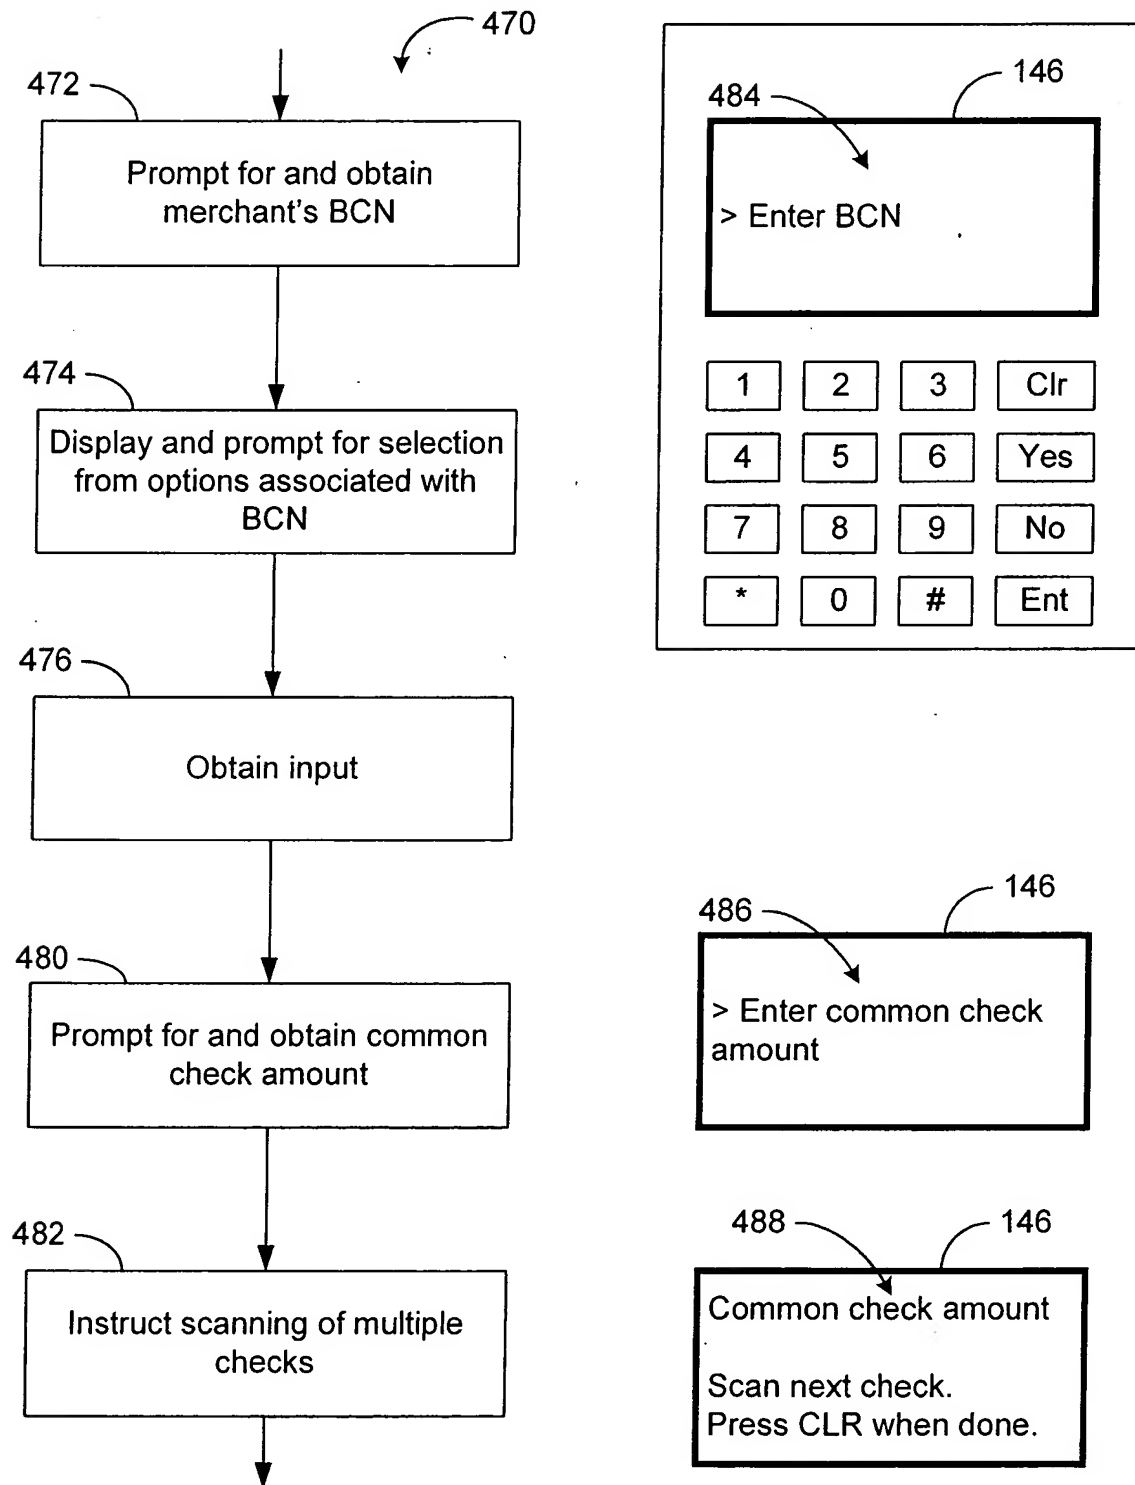 470
472
Prompt for and obtain
merchant's BCN
474
Display and prompt for selection
from options associated with
BCN
476
Obtain input
480
Prompt for and obtain common
check amount
482
Instruct scanning of multiple
checks
146
484
> Enter BCN
1 2 3 Clr
4 5 6 Yes
7 8 9 No
* 0 # Ent
146
486
> Enter common check
amount
488
146
Common check amount
Scan next check.
Press CLR when done.